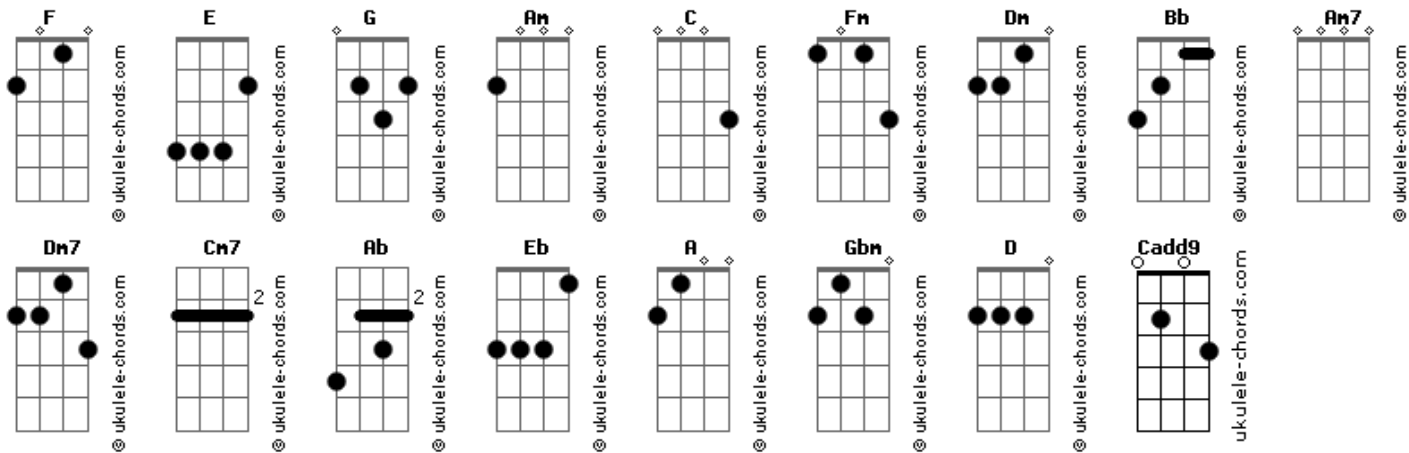 F E G Am C Fm Dm Bb Am7
© ukulele-chords.com © ukulele-chords.com © ukulele-chords.com © ukulele-chords.com © ukulele-chords.com © ukulele-chords.com © ukulele-chords.com © ukulele-chords.com © ukulele-chords.com
Dm7 Cm7 Ab Eb A Gbm D Cadd9
2 2
© ukulele-chords.com © ukulele-chords.com © ukulele-chords.com © ukulele-chords.com © ukulele-chords.com © ukulele-chords.com © ukulele-chords.com ukulele-chords.com